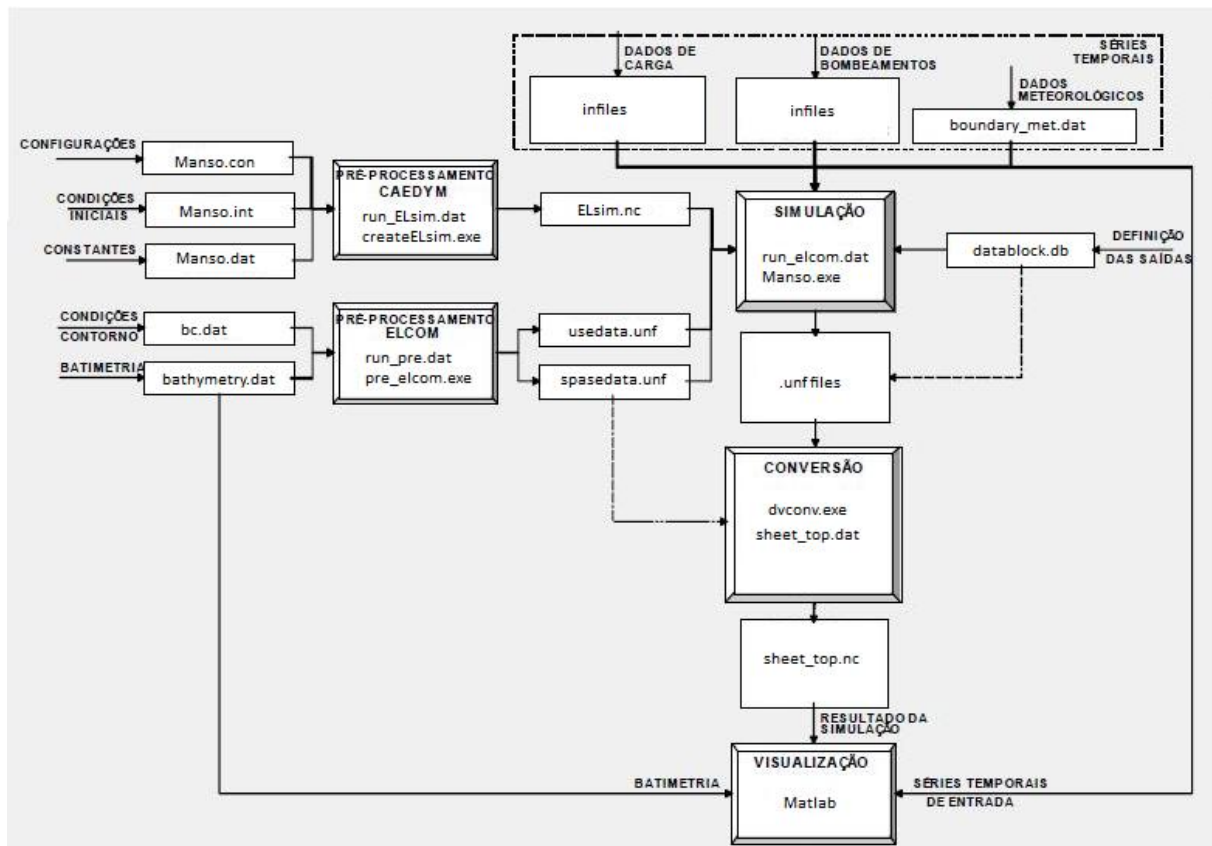 SÉRIES
TEMPORAIS
DADOS DE
CARGA
DADOS DE
BOMBEAMENTOS
DADOS
METEOROLÓGICOS
infiles
infiles
boundary_met.dat
CONFIGURAÇÕES
Manso.con
CONDIÇÕES
INICIAIS
Manso.int
CONSTANTES
Manso.dat
PRÉ-PROCESSAMENTO
CAEDYM
run_ELsim.dat
createELsim.exe
ELsim.nc
SIMULAÇÃO
run_elcom.dat
Manso.exe
datablock.db
DEFINIÇÃO
DAS SAÍDAS
CONDIÇÕES
CONTORNO
bc.dat
BATIMETRIA
bathymetry.dat
PRÉ-PROCESSAMENTO
ELCOM
run_pre.dat
pre_elcom.exe
usedata.unf
spasedata.unf
.unffiles
CONVERSÃO
dvconv.exe
sheet_top.dat
sheet_top.nc
RESULTADO DA
SIMULAÇÃO
VISUALIZAÇÃO
Matlab
BATIMETRIA
SÉRIES TEMPORAIS
DE ENTRADA